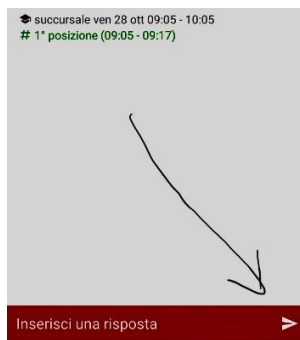 succursale ven 28 ott 09:05 - 10:05
# 1° posizione (09:05 - 09:17)
Inserisci una risposta